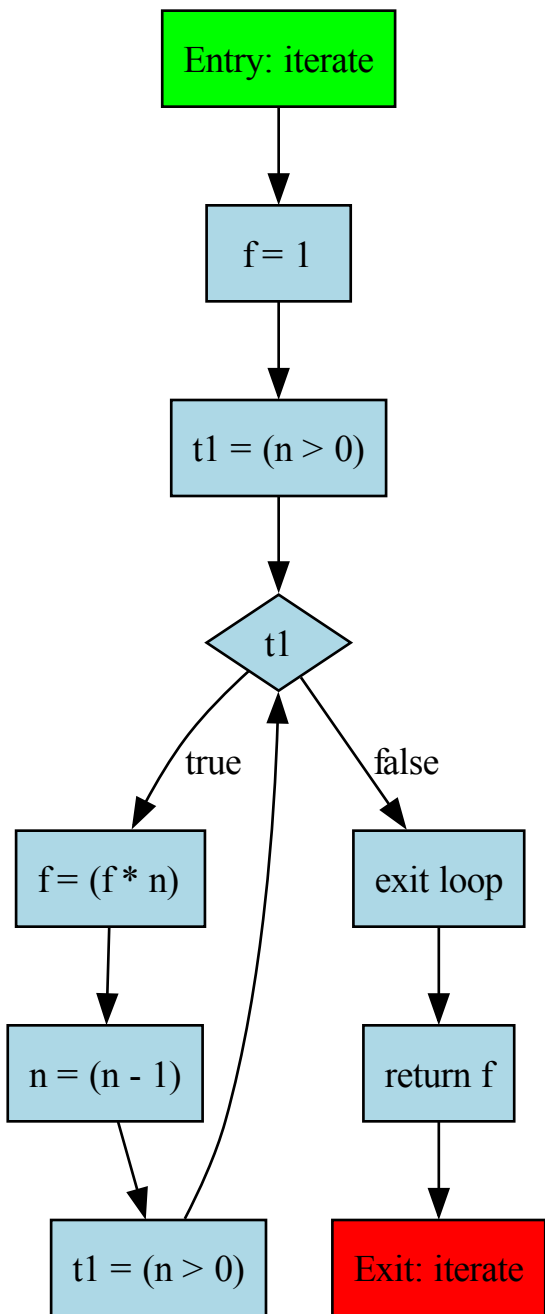 Entry: iterate
f = 1
t1 = (n > 0)
t1
true
false
f = (f * n)
exit loop
n = (n - 1)
return f
t1 = (n > 0)
Exit: iterate